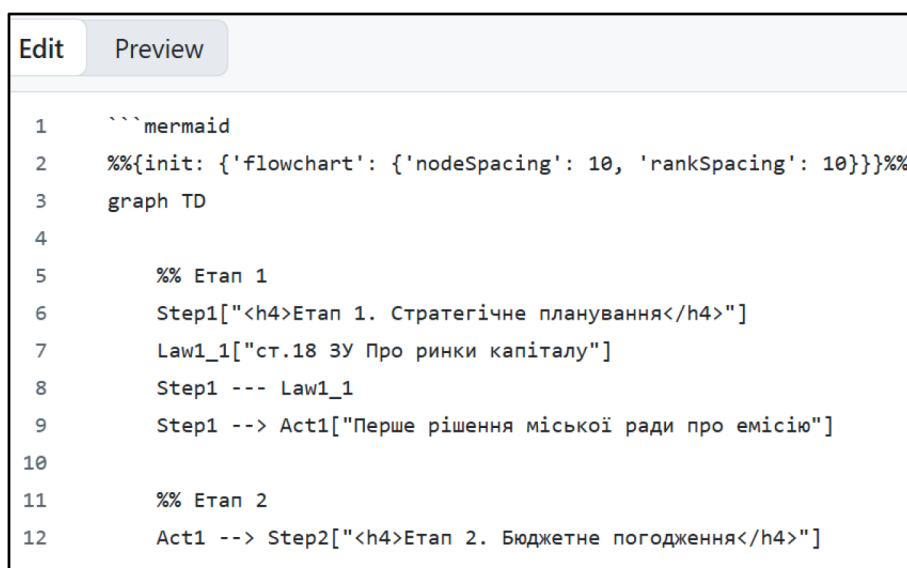 Edit Preview
1 ```mermaid
2 %%{init: {'flowchart': {'nodeSpacing': 10, 'rankSpacing': 10}}}%%
3 graph TD
4
5 %% Етап 1
6 Step1["<h4>Етап 1. Стратегічне планування</h4>"]
7 Law1_1["ст.18 ЗУ Про ринки капіталу"]
8 Step1 --- Law1_1
9 Step1 --> Act1["Перше рішення міської ради про емісію"]
10
11 %% Етап 2
12 Act1 --> Step2["<h4>Етап 2. Бюджетне погодження</h4>"]